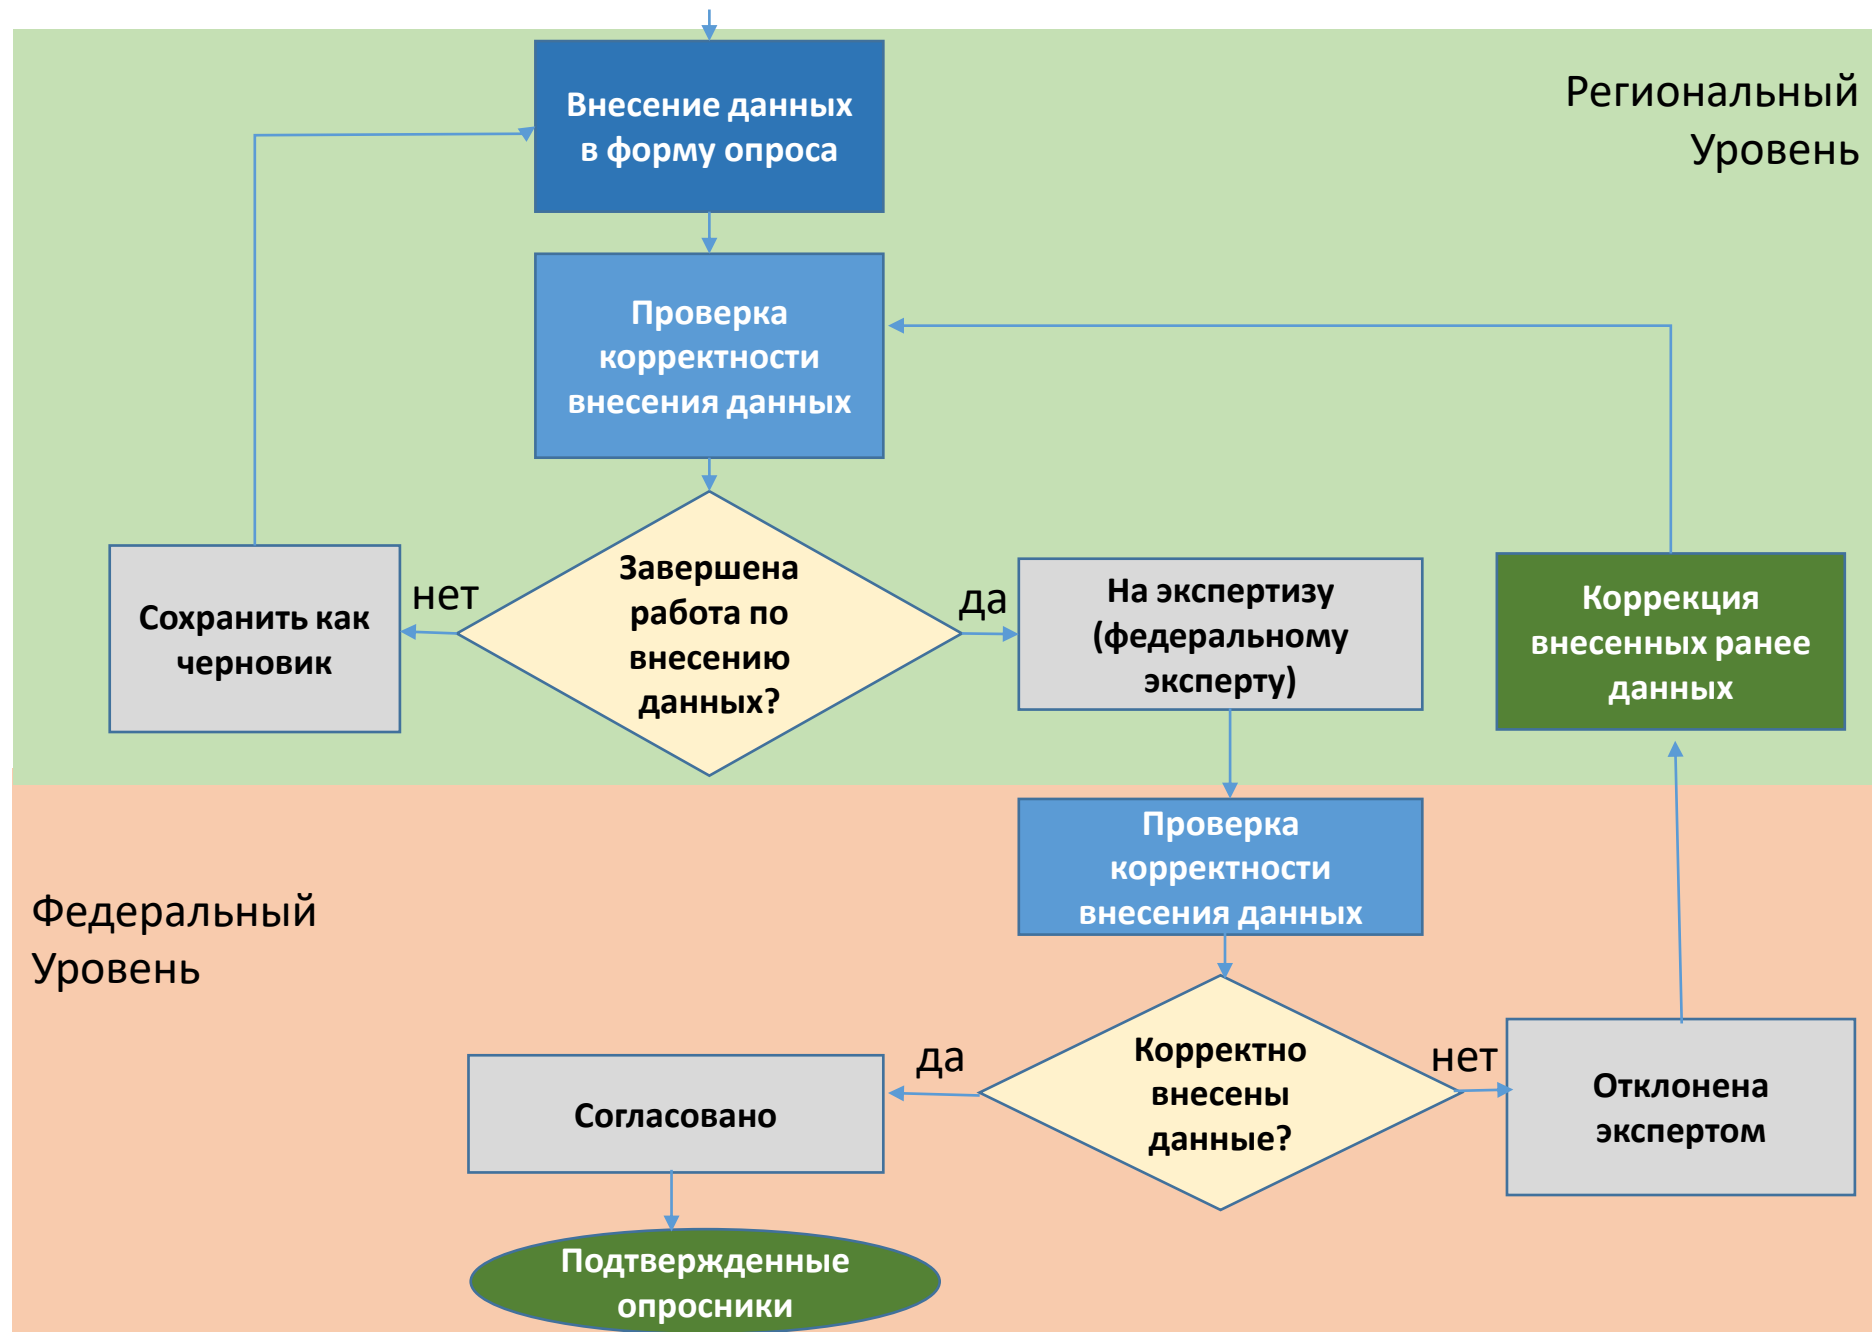 Внесение данных
в форму опроса
Региональный
Уровень
Проверка
корректности
внесения данных
Сохранить как
черновик
нет
Завершена
работа по
внесению
данных?
да
На экспертизу
(федеральному
эксперту)
Коррекция
внесенных ранее
данных
Федеральный
Уровень
Проверка
корректности
внесения данных
Согласовано
да
Корректно
внесены
данные?
нет
Отклонена
экспертом
Подтвержденные
опросники